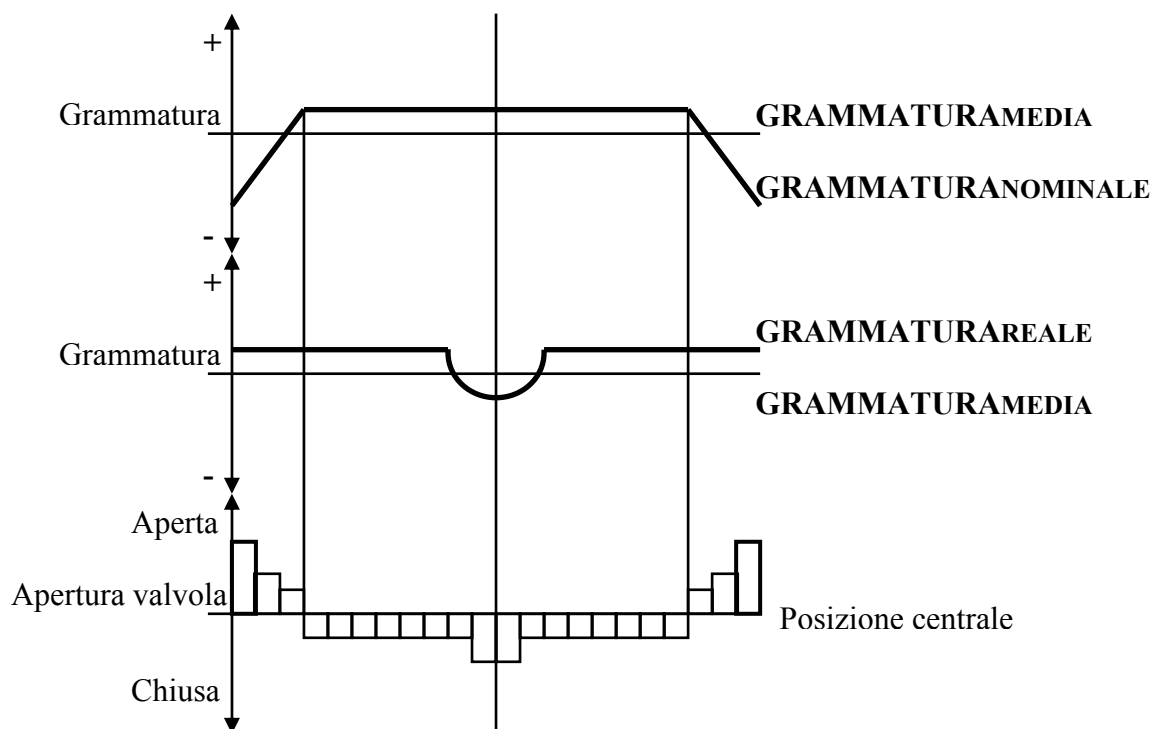 +
Grammatura
GRAMMATURAMEDIA
GRAMMATURANOMINALE
-
+
GRAMMATURAREALE
Grammatura
GRAMMATURAMEDIA
-
Aperta
Apertura valvola
Posizione centrale
Chiusa